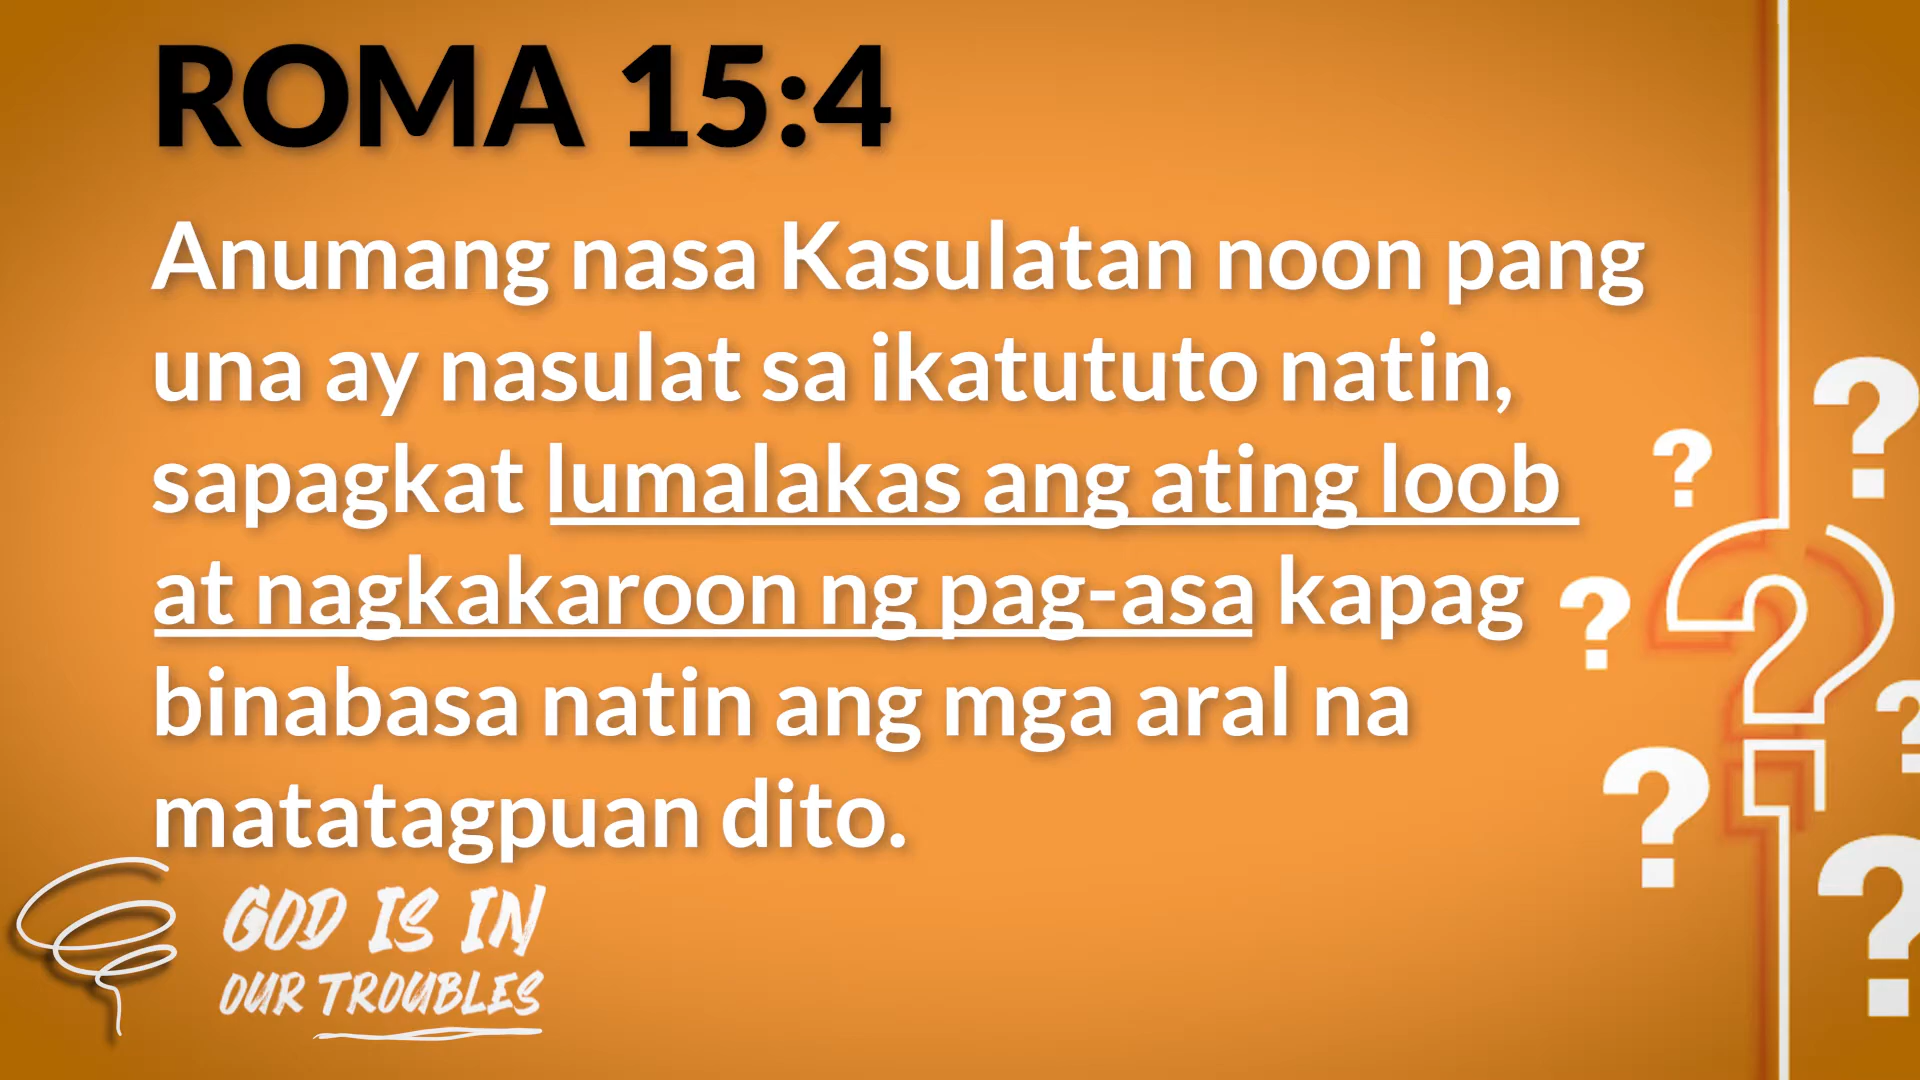 ROMA 15:4
Anumang nasa Kasulatan noon pang
una ay nasulat sa ikatututo natin,
sapagkat lumalakas ang ating loob
at nagkakaroon ng pag-asa kapag
binabasa natin ang mga aral na
matatagpuan dito.
GOD IS IN
OUR TROUBLES